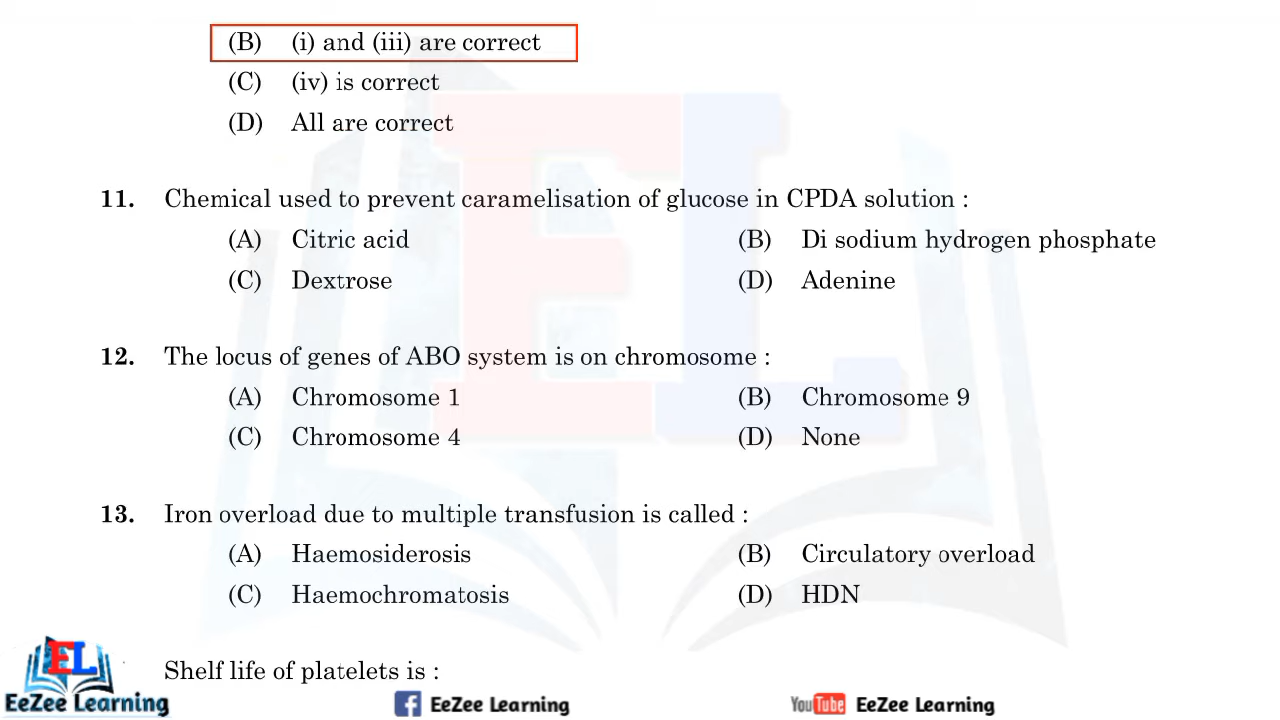 (B) (i) and (iii) are correct
(C) (iv) is correct
(D) All are correct
11. Chemical used to prevent caramelisation of glucose in CPDA solution :
(A) Citric acid (B) Di sodium hydrogen phosphate
(C) Dextrose (D) Adenine
12. The locus of genes of ABO system is on chromosome :
(A) Chromosome 1 (B) Chromosome 9
(C) Chromosome 4 (D) None
13. Iron overload due to multiple transfusion is called :
(A) Haemosiderosis (B) Circulatory overload
(C) Haemochromatosis (D) HDN
Shelf life of platelets is :
EL
EeZee Learning
f EeZee Learning
YouTube EeZee Learning
EL